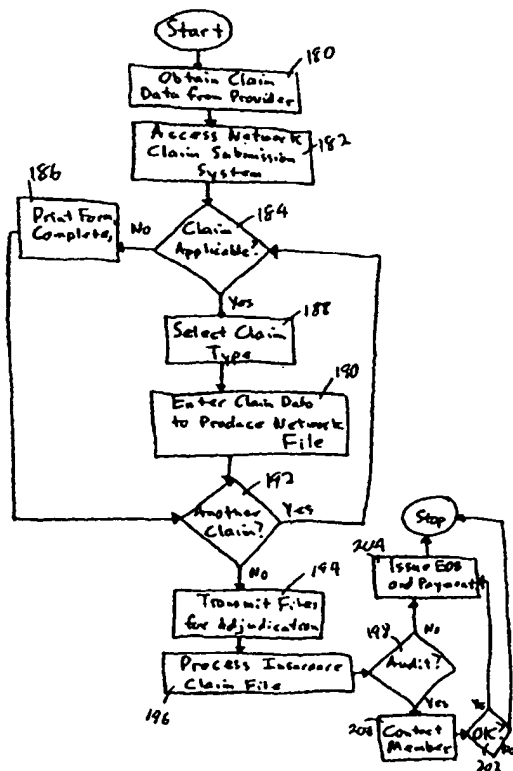 Start
180
Obtain Claim
Data from Provider
Access Network
Claim Submission
System
182
186
Print Form,
Complete,
No
184
Claim
Applicable?
Yes
188
Select Claim
Type
190
Enter Claim Data
to Produce Network
File
192
Another
Claim?
Yes
No
194
Transmit Files
for Adjudication
Process Insurance
Claim File
196
198
Audit?
No
Yes
204
Issue EOB
and Payment
Stop
Contact
Member
OK?
Yes
No
202